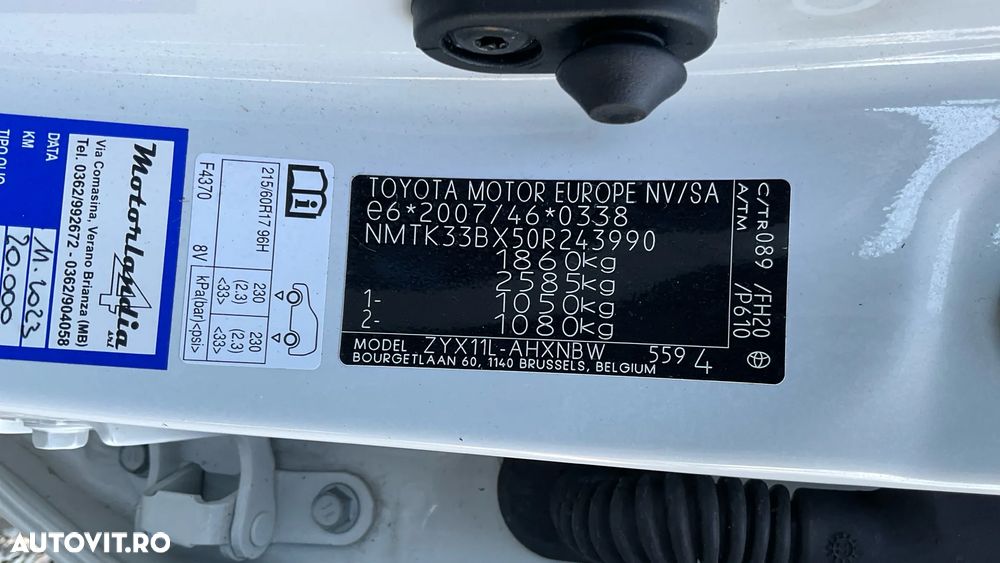 Motorlandia
Via Comasina, Verano Brianza (MB)
Tel. 0362/992672 - 0362/904058
DATA 11.2023
KM 20.000
215/60R17 96H
230 (2.3) <33> 230 (2.3) <33>
kPa(bar)<psi>
F4370 8V
TOYOTA MOTOR EUROPE NV/SA
e6*2007/46*0338
NMTK33BX50R243990
1860kg
2585kg
1- 1050kg
2- 1080kg
MODEL ZYX11L-AHXNBW 559 4
BOURGETLAAN 60, 1140 BRUSSELS, BELGIUM
C/TR089 /FH20
A/TM /P610
AUTOVIT.RO